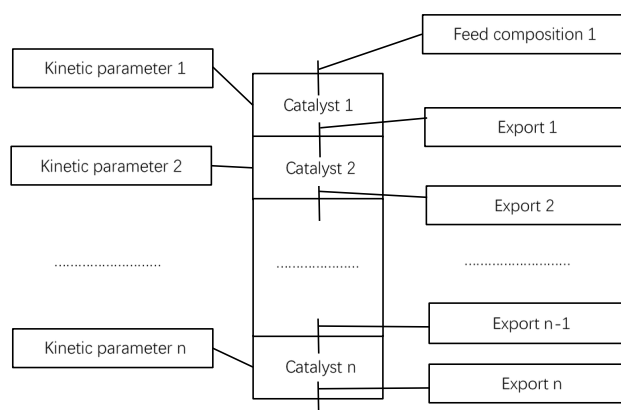 Feed composition 1
Kinetic parameter 1
Catalyst 1
Export 1
Kinetic parameter 2
Catalyst 2
Export 2
...........................
.....................
...........................
Export n-1
Kinetic parameter n
Catalyst n
Export n